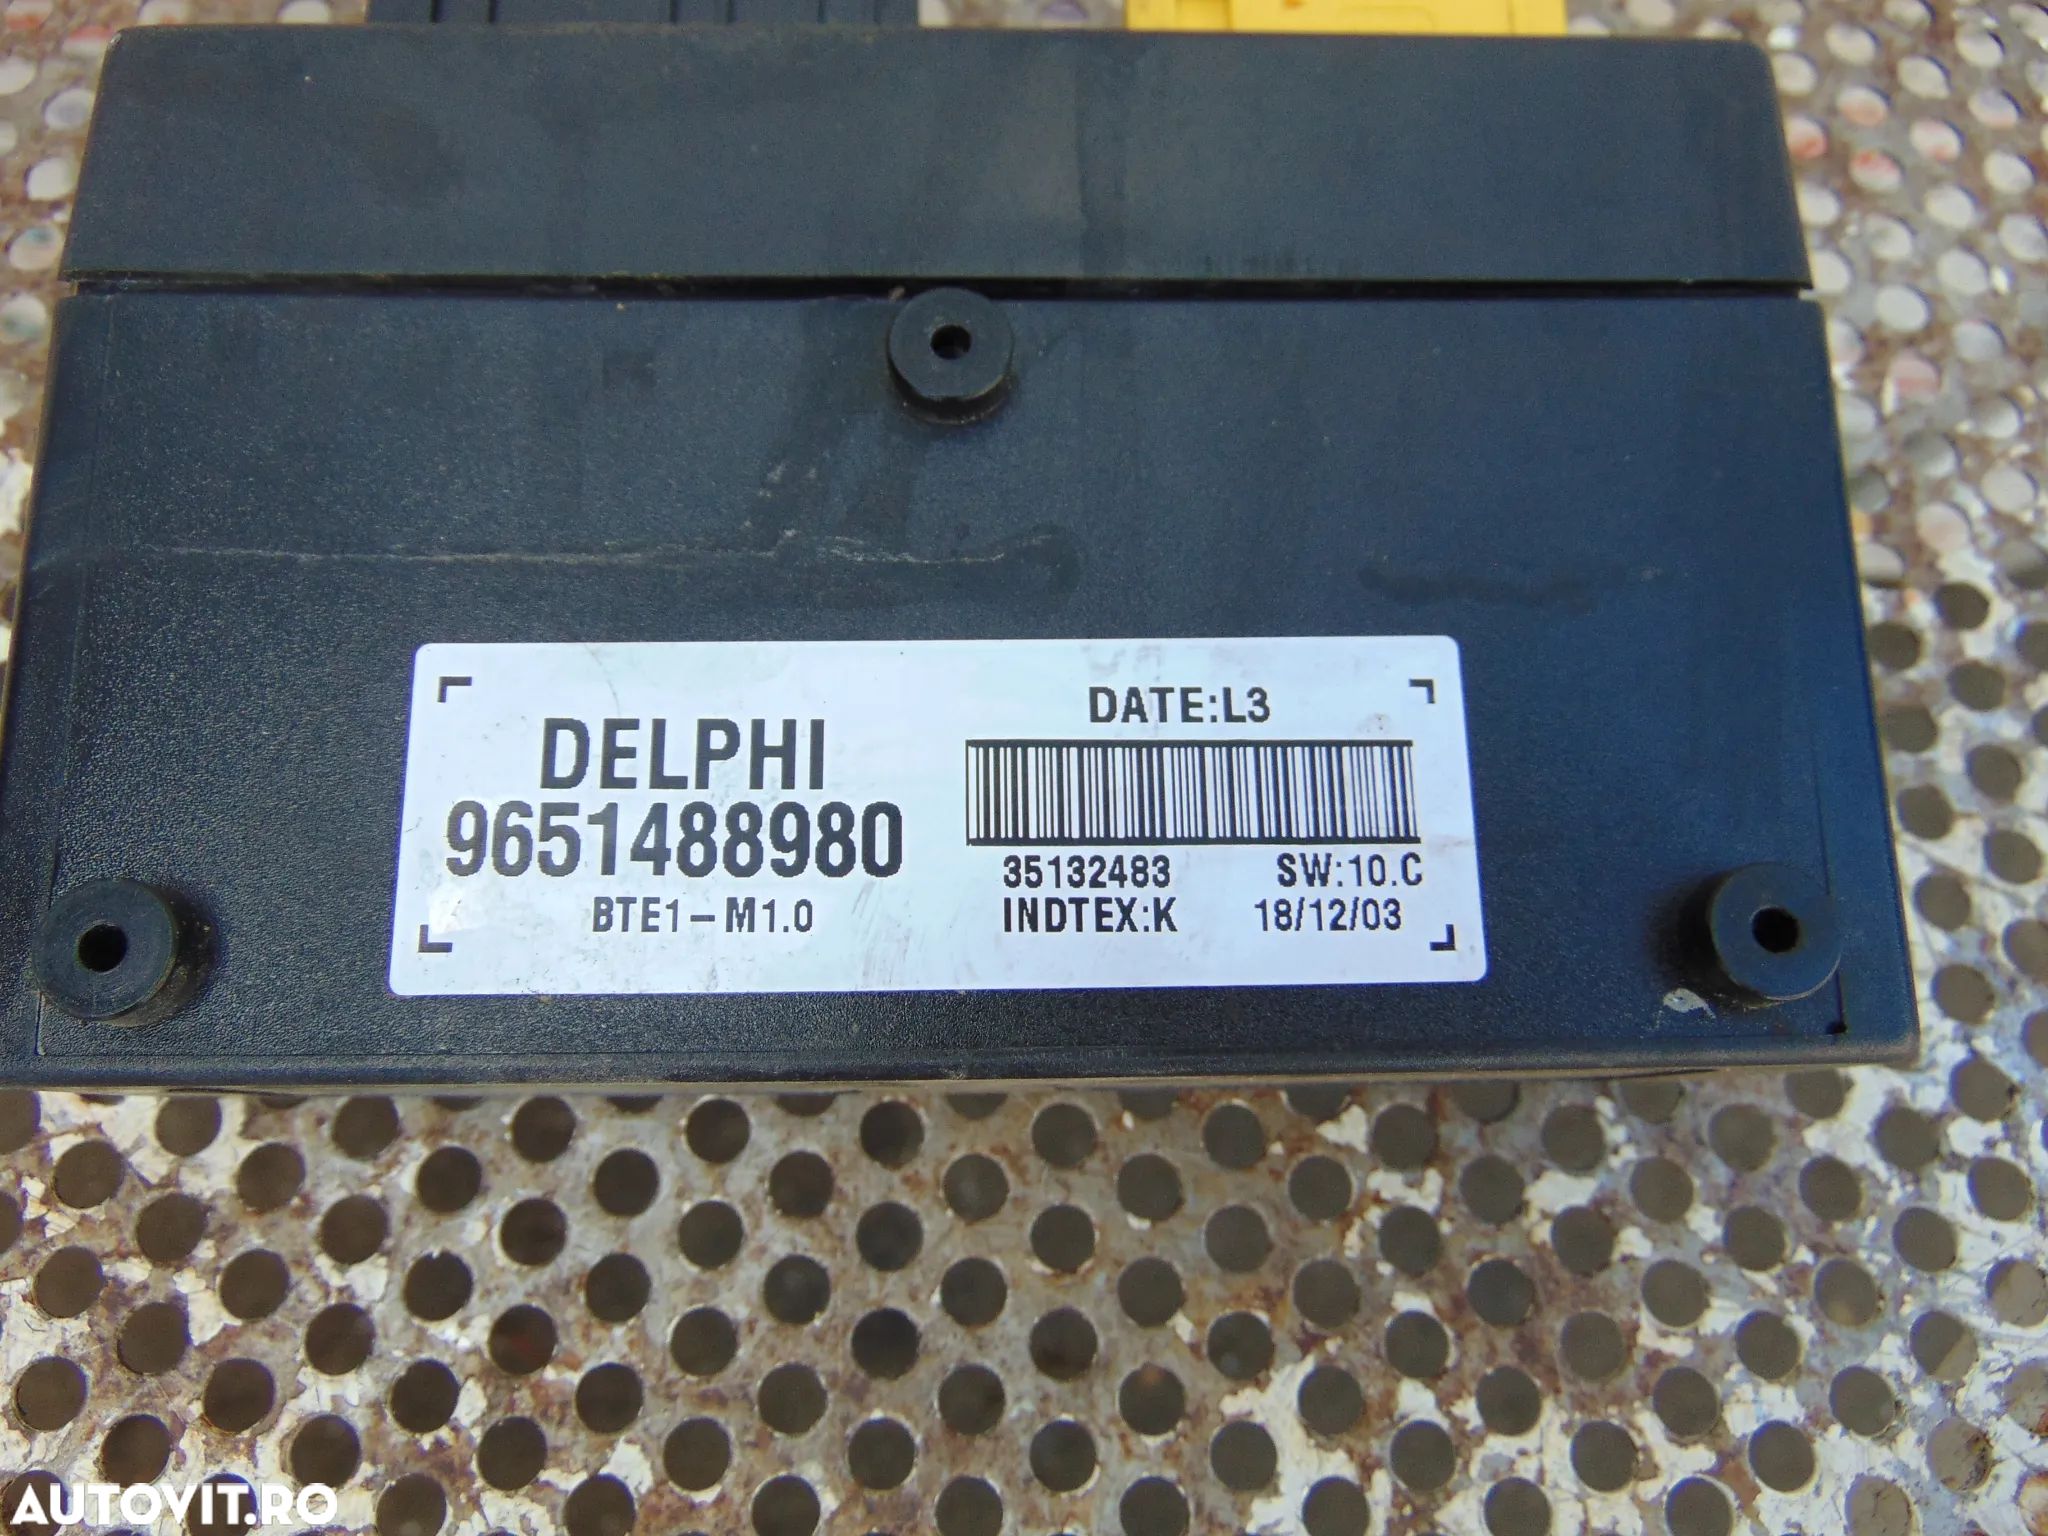 DELPHI
9651488980
BTE1-M1.0
DATE:L3
35132483 SW:10.C
INDTEX:K 18/12/03
AUTOVIT.RO